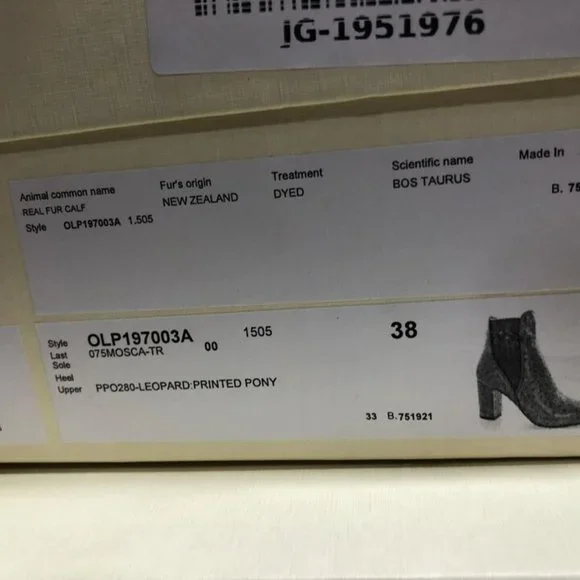 jG-1951976
Animal common name Fur's origin Treatment Scientific name Made In
REAL FUR CALF NEW ZEALAND DYED BOS TAURUS B. 75
Style OLP197003A 1.505
Style OLP197003A 1505 38
Last 075MOSCA-TR 00
Sole
Heel
Upper PPO280-LEOPARD:PRINTED PONY
33 B.751921